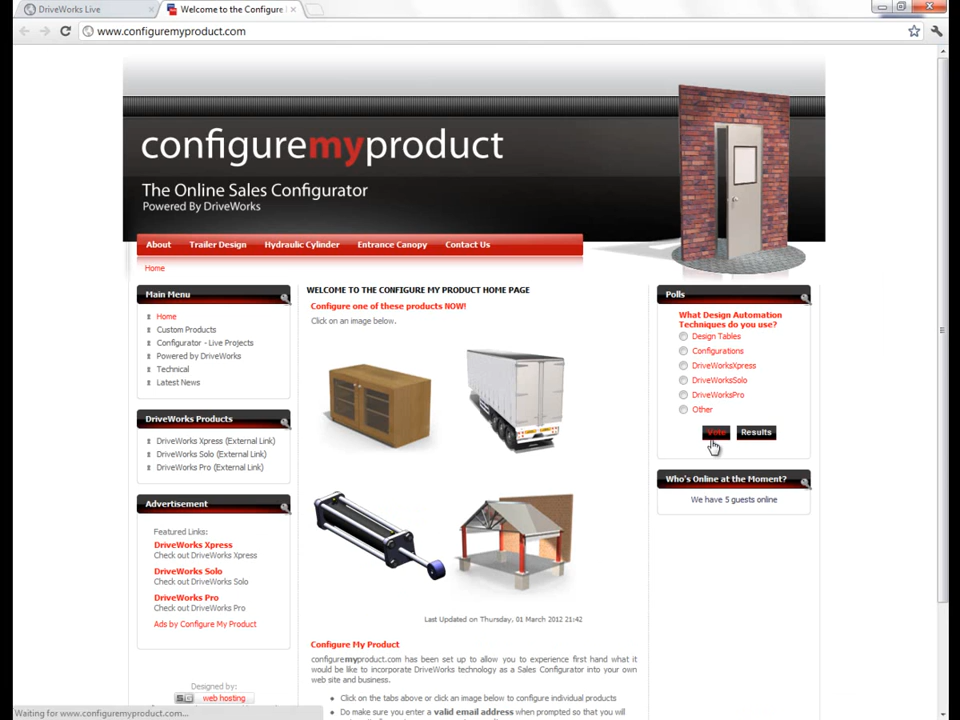 DriveWorks Live
Welcome to the Configure
www.configuremyproduct.com
configuremyproduct
The Online Sales Configurator
Powered By DriveWorks
About Trailer Design Hydraulic Cylinder Entrance Canopy Contact Us
Home
Main Menu
Home
Custom Products
Configurator - Live Projects
Powered by DriveWorks
Technical
Latest News
DriveWorks Products
DriveWorks Xpress (External Link)
DriveWorks Solo (External Link)
DriveWorks Pro (External Link)
Advertisement
Featured Links:
DriveWorks Xpress
Check out DriveWorks Xpress
DriveWorks Solo
Check out DriveWorks Solo
DriveWorks Pro
Check out DriveWorks Pro
Ads by Configure My Product
Designed by:
SG web hosting
WELCOME TO THE CONFIGURE MY PRODUCT HOME PAGE
Configure one of these products NOW!
Click on an image below.
Last Updated on Thursday, 01 March 2012 21:42
Configure My Product
configuremyproduct.com has been set up to allow you to experience first hand what it
would be like to incorporate DriveWorks technology as a Sales Configurator into your own
web site and business.
Click on the tabs above or click an image below to configure individual products
Do make sure you enter a valid email address when prompted so that you will
Polls
What Design Automation
Techniques do you use?
Design Tables
Configurations
DriveWorksXpress
DriveWorksSolo
DriveWorksPro
Other
Vote Results
Who's Online at the Moment?
We have 5 guests online
Waiting for www.configuremyproduct.com...